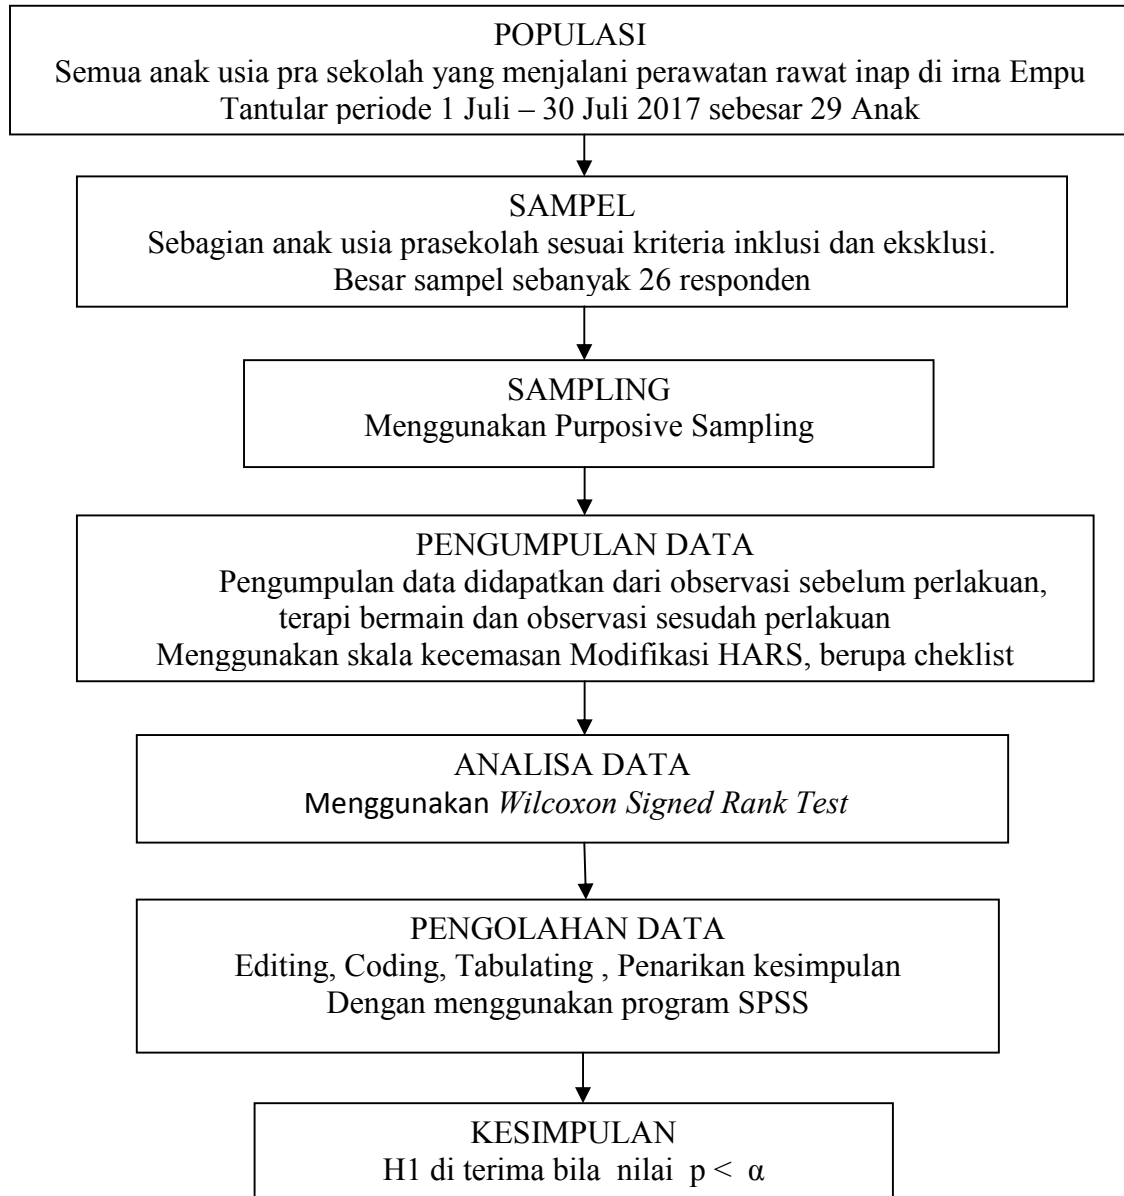 POPULASI
Semua anak usia pra sekolah yang menjalani perawatan rawat inap di irna Empu
Tantular periode 1 Juli – 30 Juli 2017 sebesar 29 Anak
SAMPEL
Sebagian anak usia prasekolah sesuai kriteria inklusi dan eksklusi.
Besar sampel sebanyak 26 responden
SAMPLING
Menggunakan Purposive Sampling
PENGUMPULAN DATA
Pengumpulan data didapatkan dari observasi sebelum perlakuan,
terapi bermain dan observasi sesudah perlakuan
Menggunakan skala kecemasan Modifikasi HARS, berupa cheklist
ANALISA DATA
Menggunakan Wilcoxon Signed Rank Test
PENGOLAHAN DATA
Editing, Coding, Tabulating , Penarikan kesimpulan
Dengan menggunakan program SPSS
KESIMPULAN
H1 di terima bila nilai p < α